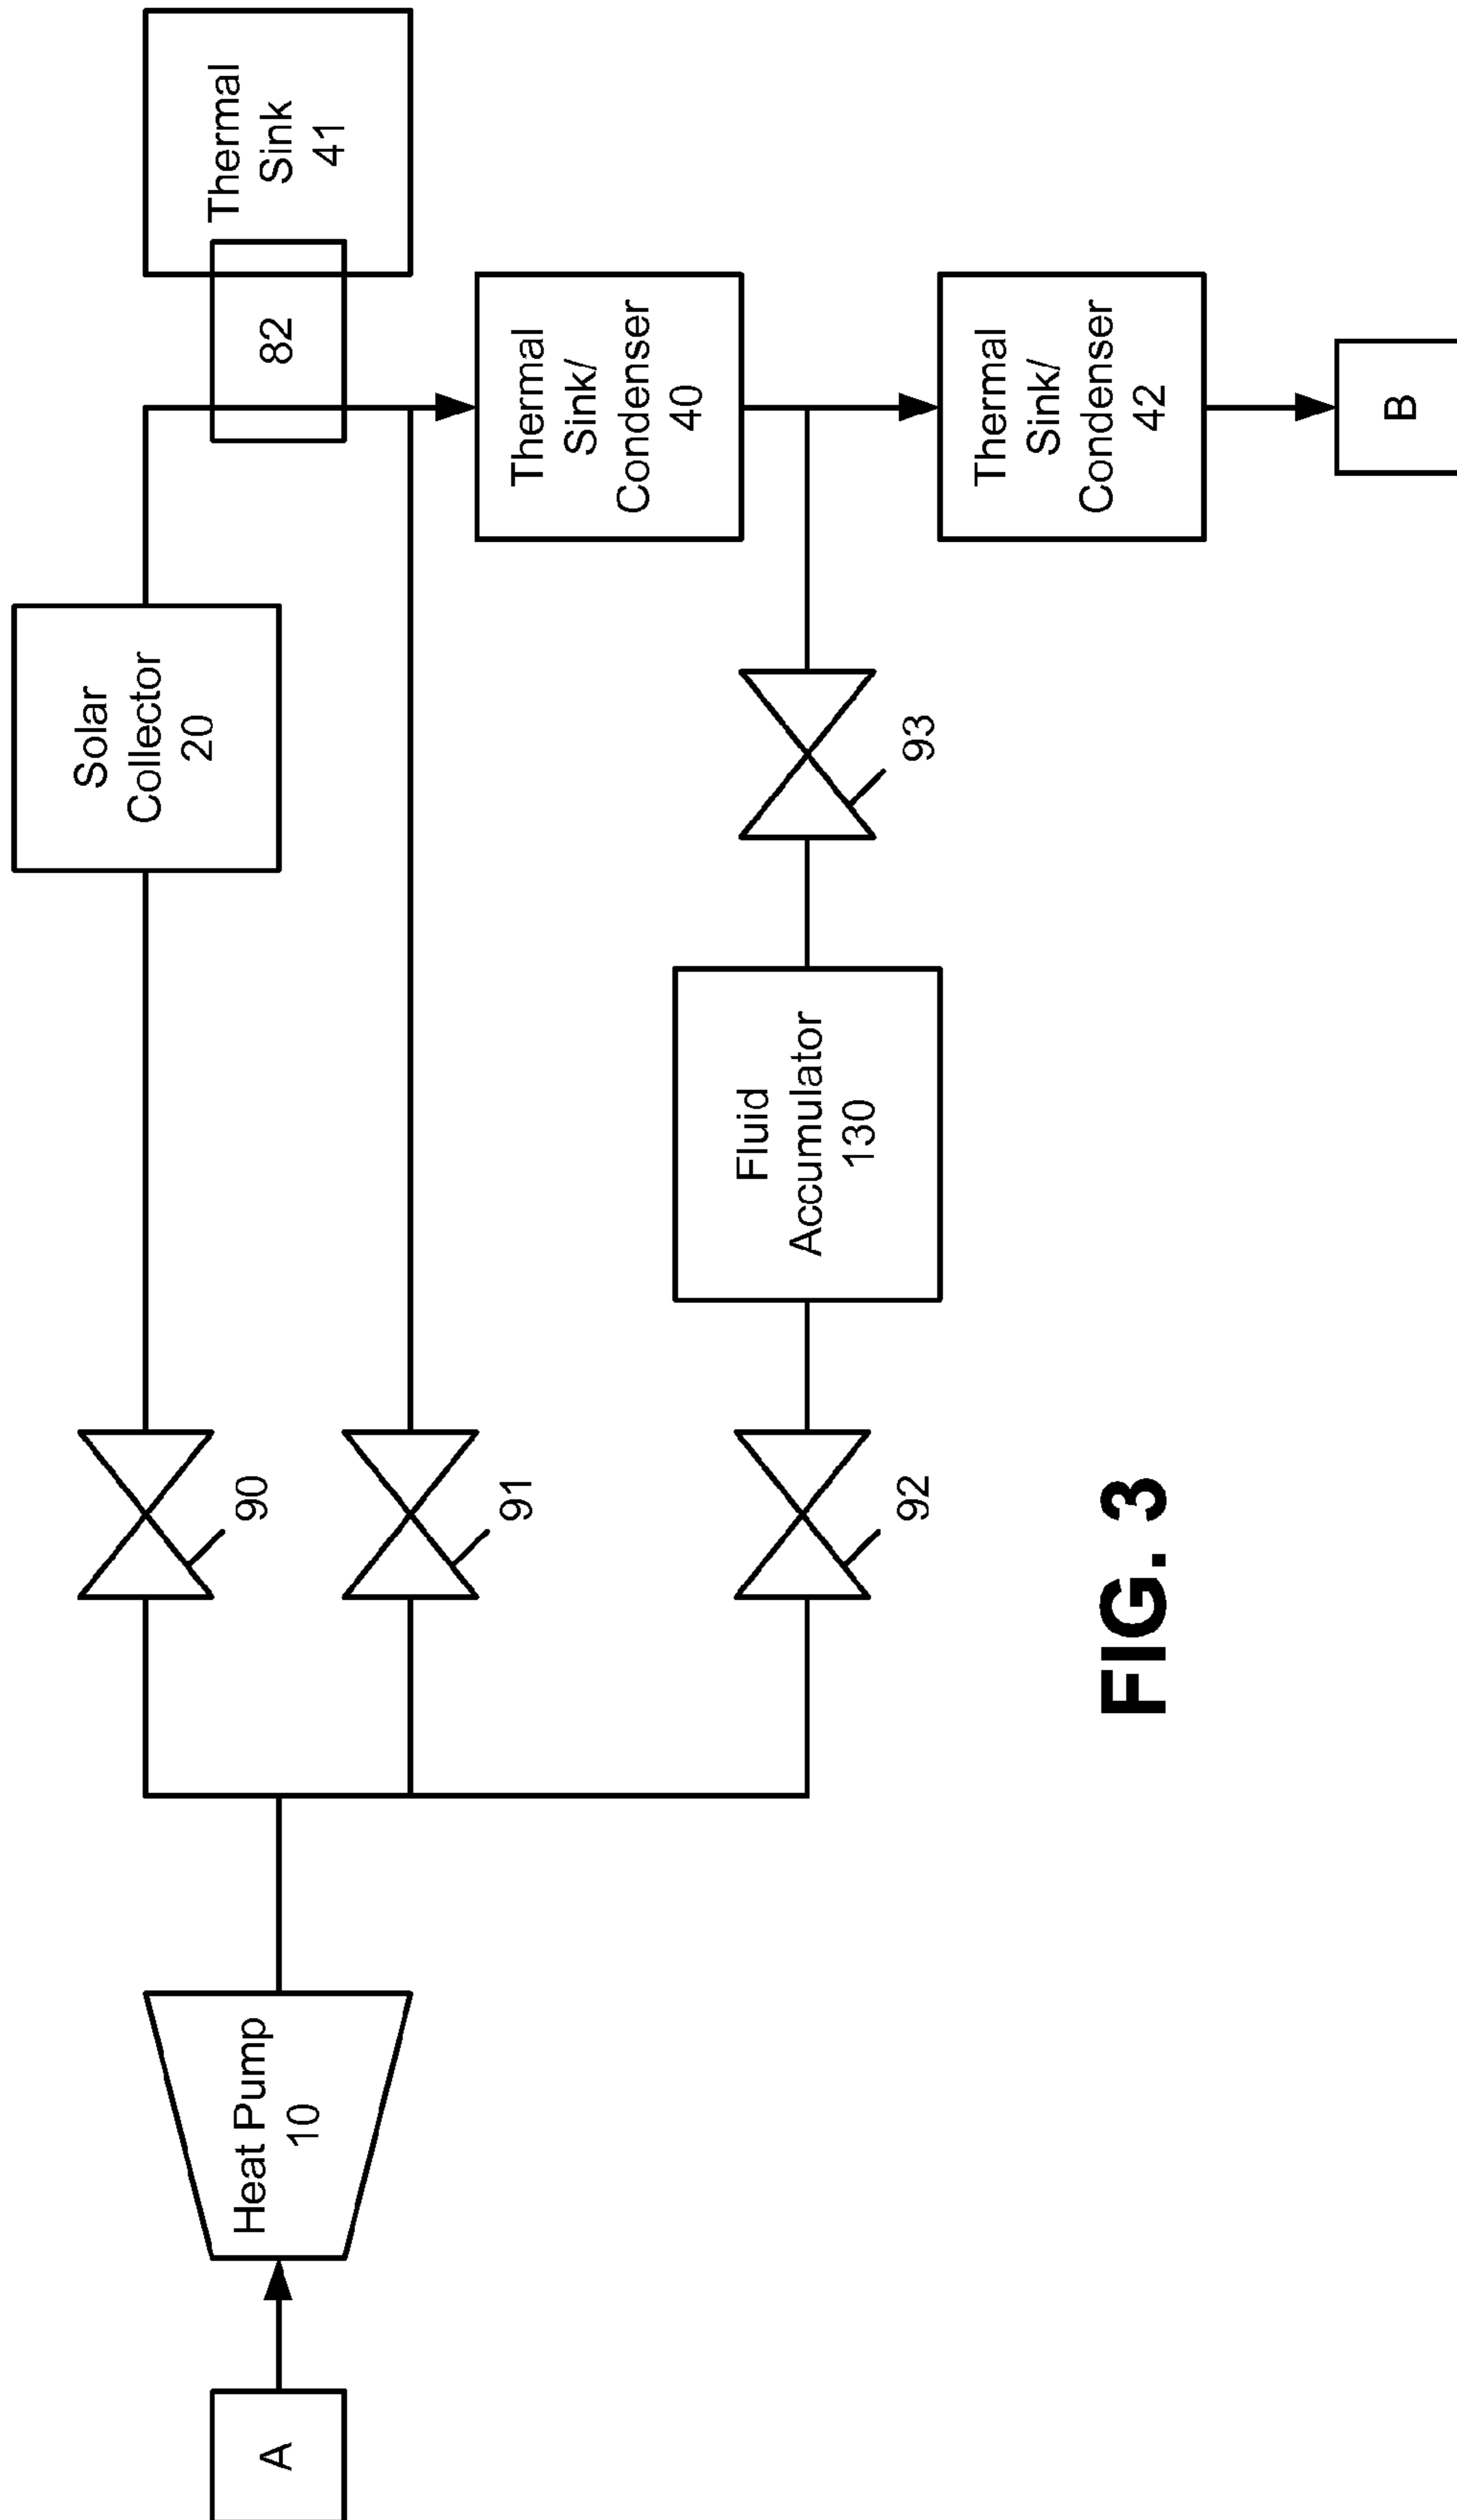 A
Heat Pump
10
90
91
92
Solar
Collector
20
Fluid
Accumulator
130
93
82
Thermal
Sink
41
Thermal
Sink/
Condenser
40
Thermal
Sink/
Condenser
42
B
FIG. 3